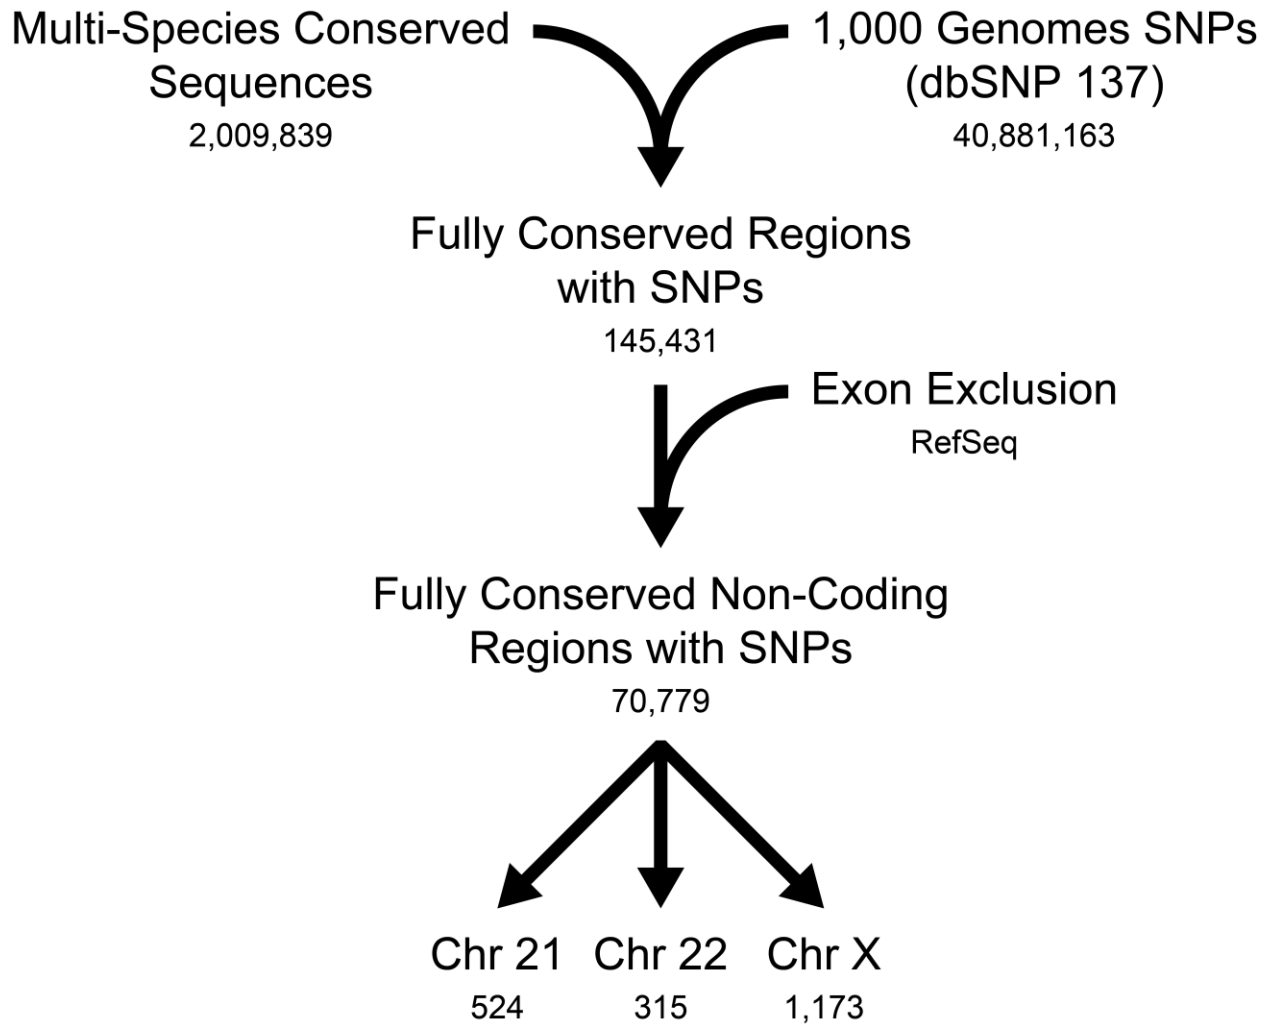 Multi-Species Conserved
Sequences
2,009,839
1,000 Genomes SNPs
(dbSNP 137)
40,881,163
Fully Conserved Regions
with SNPs
145,431
Exon Exclusion
RefSeq
Fully Conserved Non-Coding
Regions with SNPs
70,779
Chr 21
524
Chr 22
315
Chr X
1,173